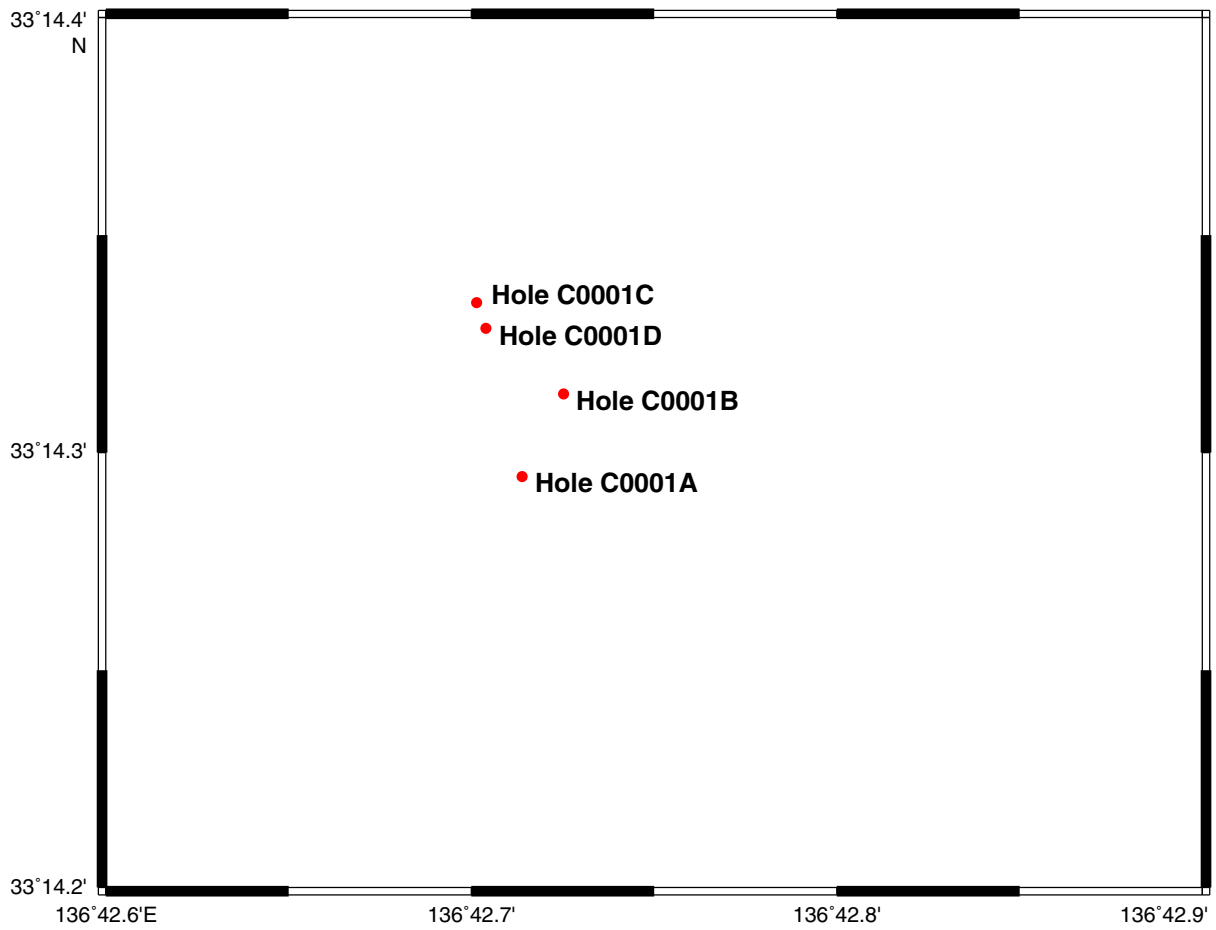 33˚14.4'
N
Hole C0001C
Hole C0001D
Hole C0001B
33˚14.3'
Hole C0001A
33˚14.2'
136˚42.6'E 136˚42.7' 136˚42.8' 136˚42.9'